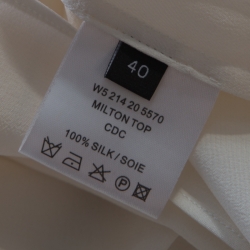 40
W5 214 20 5570
MILTON TOP
CDC
100% SILK / SOIE
P